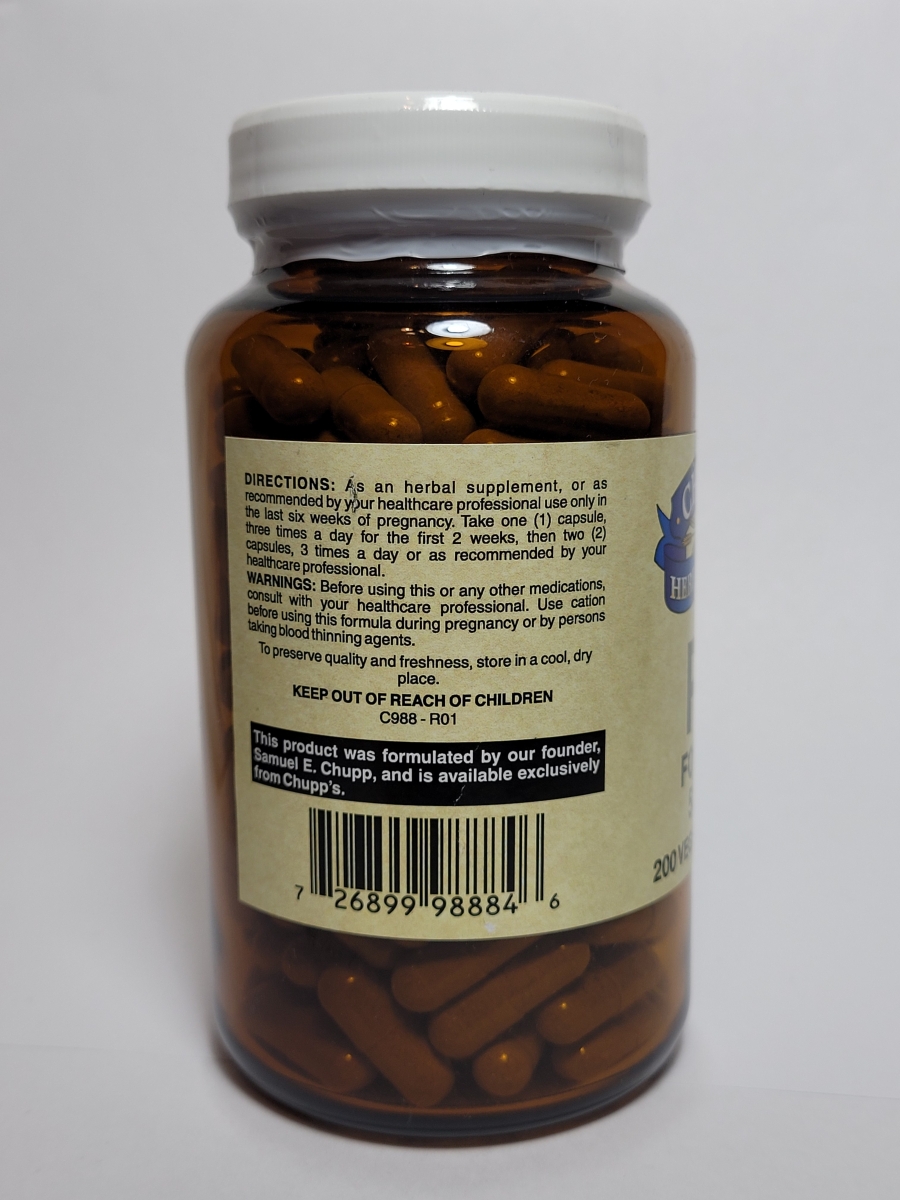 DIRECTIONS: As an herbal supplement, or as
recommended by your healthcare professional use only in
the last six weeks of pregnancy. Take one (1) capsule,
three times a day for the first 2 weeks, then two (2)
capsules, 3 times a day or as recommended by your
healthcare professional.
WARNINGS: Before using this or any other medications,
consult with your healthcare professional. Use cation
before using this formula during pregnancy or by persons
taking blood thinning agents.
To preserve quality and freshness, store in a cool, dry
place.
KEEP OUT OF REACH OF CHILDREN
C988 - R01
This product was formulated by our founder,
Samuel E. Chupp, and is available exclusively
from Chupp's.
7 26899 98884 6
200